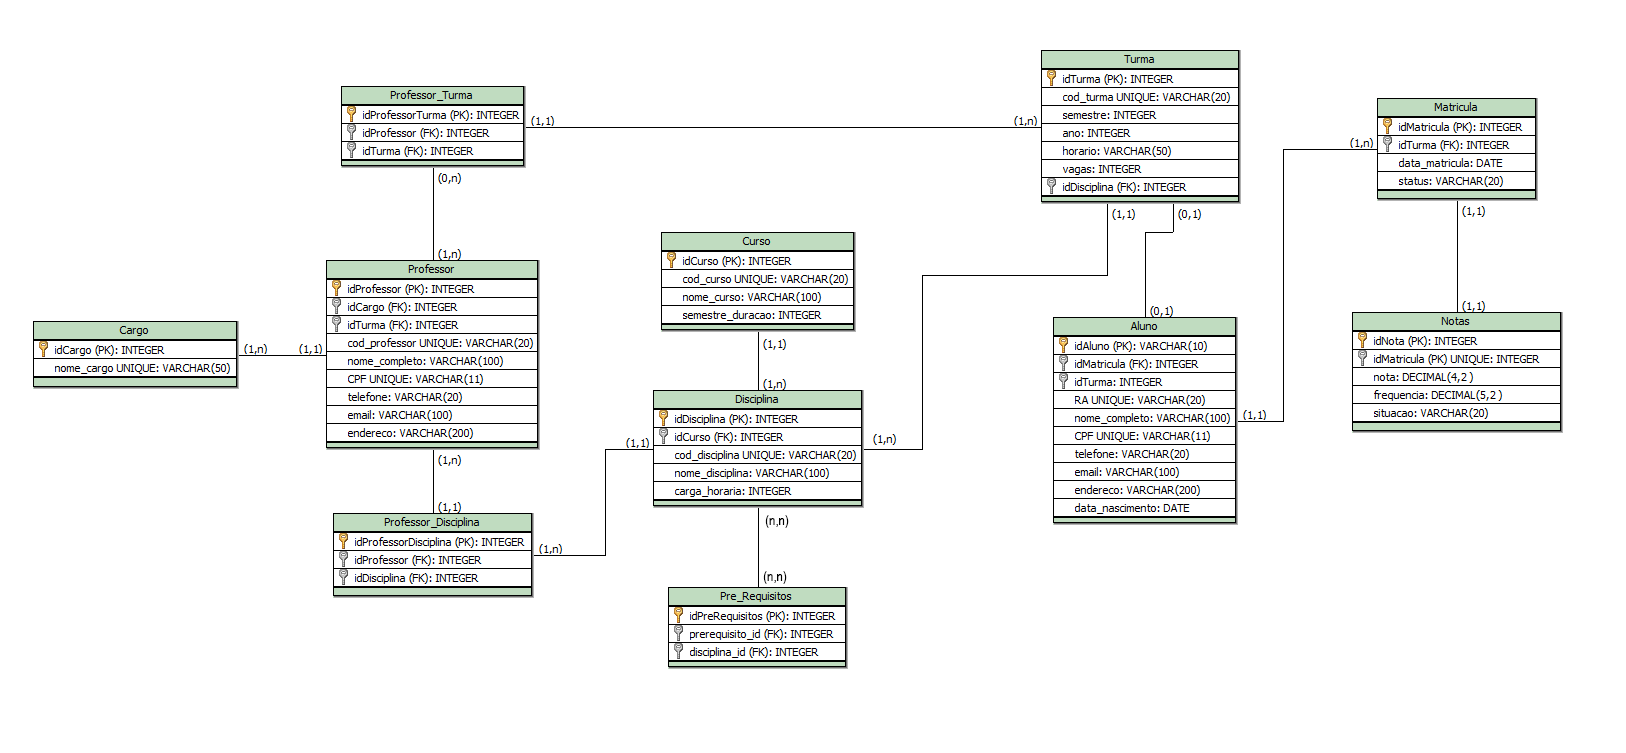 Turma
idTurma (PK): INTEGER
cod_turma UNIQUE: VARCHAR(20)
semestre: INTEGER
ano: INTEGER
horario: VARCHAR(50)
vagas: INTEGER
idDisciplina (FK): INTEGER
Professor_Turma
idProfessorTurma (PK): INTEGER
idProfessor (FK): INTEGER
idTurma (FK): INTEGER
(1,1)
(1,n)
(0,n)
(1,n)
Matricula
idMatricula (PK): INTEGER
idTurma (FK): INTEGER
data_matricula: DATE
status: VARCHAR(20)
(1,n)
(1,1)
(1,1)
(1,1)
(0,1)
(0,1)
Curso
idCurso (PK): INTEGER
cod_curso UNIQUE: VARCHAR(20)
nome_curso: VARCHAR(100)
semestre_duracao: INTEGER
(1,1)
(1,n)
Professor
idProfessor (PK): INTEGER
idCargo (FK): INTEGER
idTurma (FK): INTEGER
cod_professor UNIQUE: VARCHAR(20)
nome_completo: VARCHAR(100)
CPF UNIQUE: VARCHAR(11)
telefone: VARCHAR(20)
email: VARCHAR(100)
endereco: VARCHAR(200)
Cargo
idCargo (PK): INTEGER
nome_cargo UNIQUE: VARCHAR(50)
(1,n)
(1,1)
(1,n)
(1,1)
Aluno
idAluno (PK): VARCHAR(10)
idMatricula (FK): INTEGER
idTurma: INTEGER
RA UNIQUE: VARCHAR(20)
nome_completo: VARCHAR(100)
CPF UNIQUE: VARCHAR(11)
telefone: VARCHAR(20)
email: VARCHAR(100)
endereco: VARCHAR(200)
data_nascimento: DATE
(1,1)
Notas
idNota (PK): INTEGER
idMatricula (PK) UNIQUE: INTEGER
nota: DECIMAL(4,2 )
frequencia: DECIMAL(5,2 )
situacao: VARCHAR(20)
Disciplina
idDisciplina (PK): INTEGER
idCurso (FK): INTEGER
cod_disciplina UNIQUE: VARCHAR(20)
nome_disciplina: VARCHAR(100)
carga_horaria: INTEGER
(1,1)
(1,n)
(n,n)
(n,n)
Professor_Disciplina
idProfessorDisciplina (PK): INTEGER
idProfessor (FK): INTEGER
idDisciplina (FK): INTEGER
(1,n)
Pre_Requisitos
idPreRequisitos (PK): INTEGER
prerequisito_id (FK): INTEGER
disciplina_id (FK): INTEGER